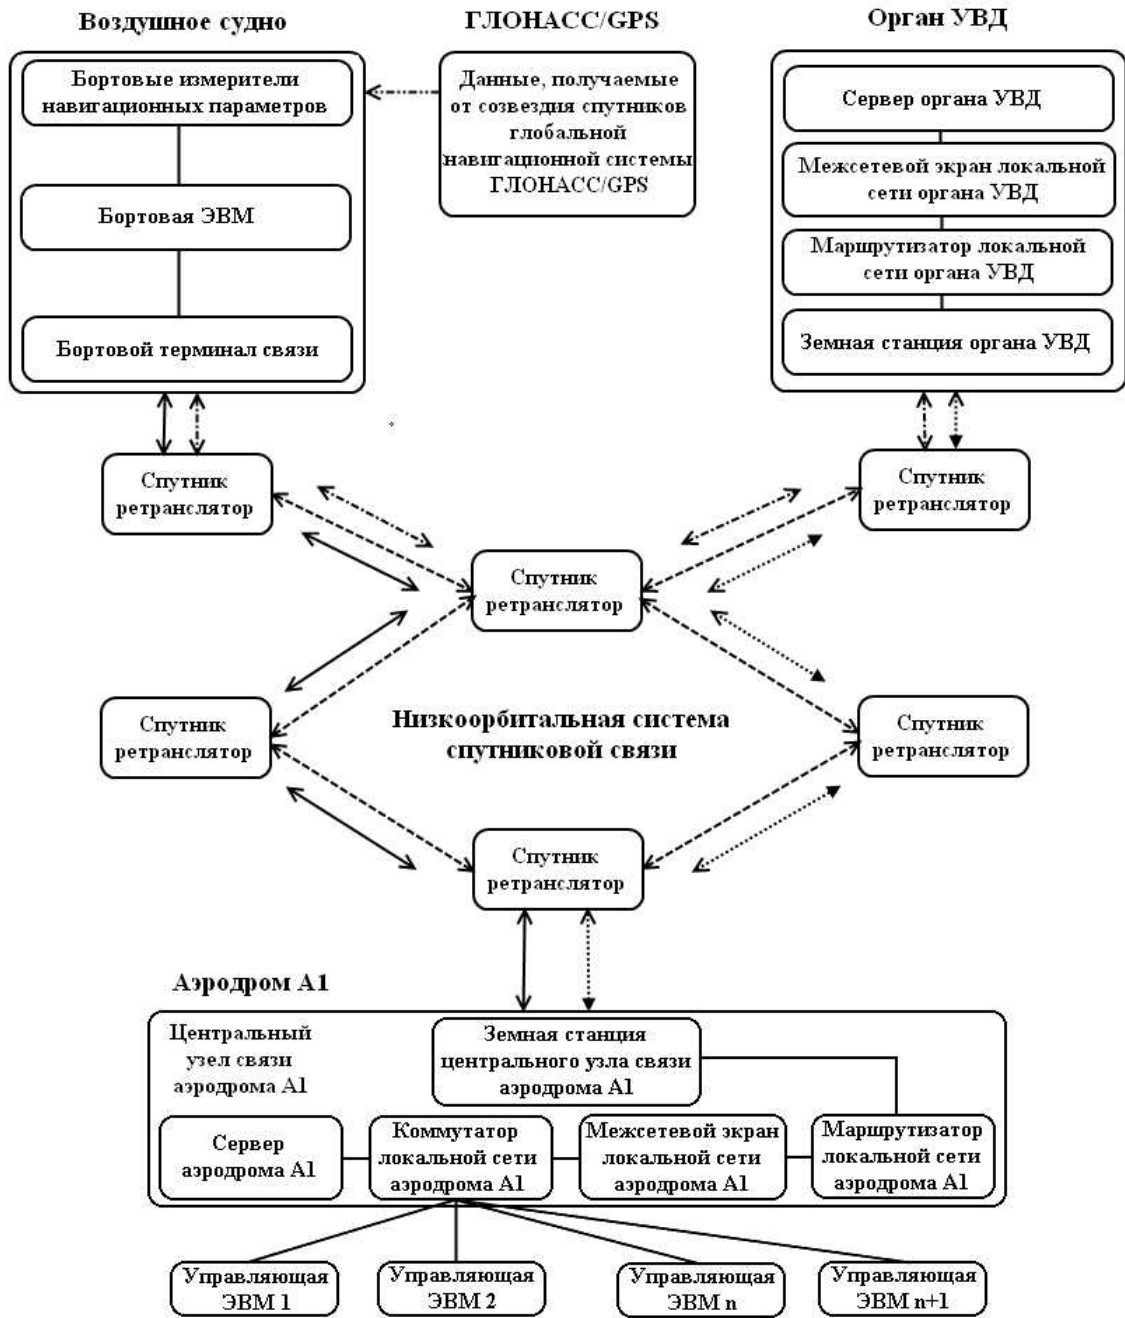 Воздушное судно
ГЛОНАСС/GPS
Орган УВД
Бортовые измерители
навигационных параметров
Бортовая ЭВМ
Бортовой терминал связи
Данные, получаемые
от созвездия спутников
глобальной
навигационной системы
ГЛОНАСС/GPS
Сервер органа УВД
Межсетевой экран локальной
сети органа УВД
Маршрутизатор локальной
сети органа УВД
Земная станция органа УВД
Спутник
ретранслятор
Спутник
ретранслятор
Спутник
ретранслятор
Спутник
ретранслятор
Низкоорбитальная система
спутниковой связи
Спутник
ретранслятор
Спутник
ретранслятор
Аэродром А1
Центральный
узел связи
аэродрома А1
Земная станция
центрального узла связи
аэродрома А1
Сервер
аэродрома А1
Коммутатор
локальной сети
аэродрома А1
Межсетевой экран
локальной сети
аэродрома А1
Маршрутизатор
локальной сети
аэродрома А1
Управляющая
ЭВМ 1
Управляющая
ЭВМ 2
Управляющая
ЭВМ n
Управляющая
ЭВМ n+1